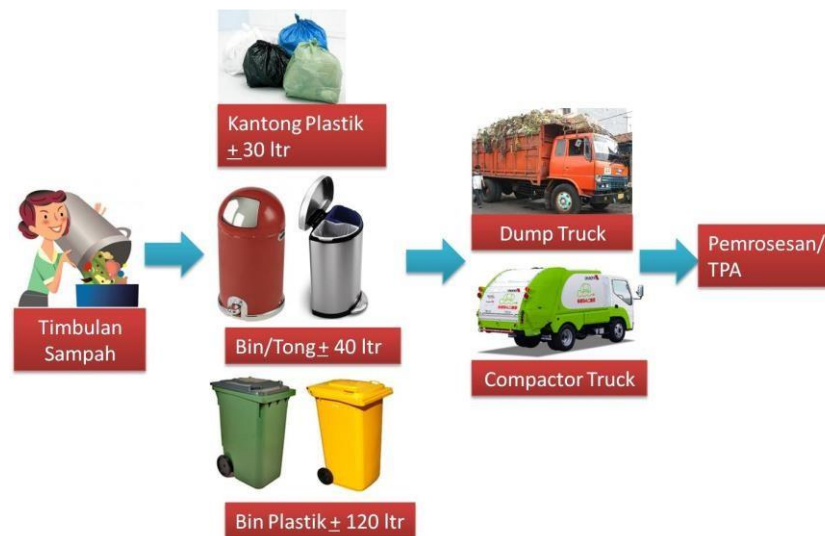 Kantong Plastik
± 30 ltr
Timbulan
Sampah
Bin/Tong ± 40 ltr
Bin Plastik ± 120 ltr
Dump Truck
Compactor Truck
Pemrosesan/
TPA